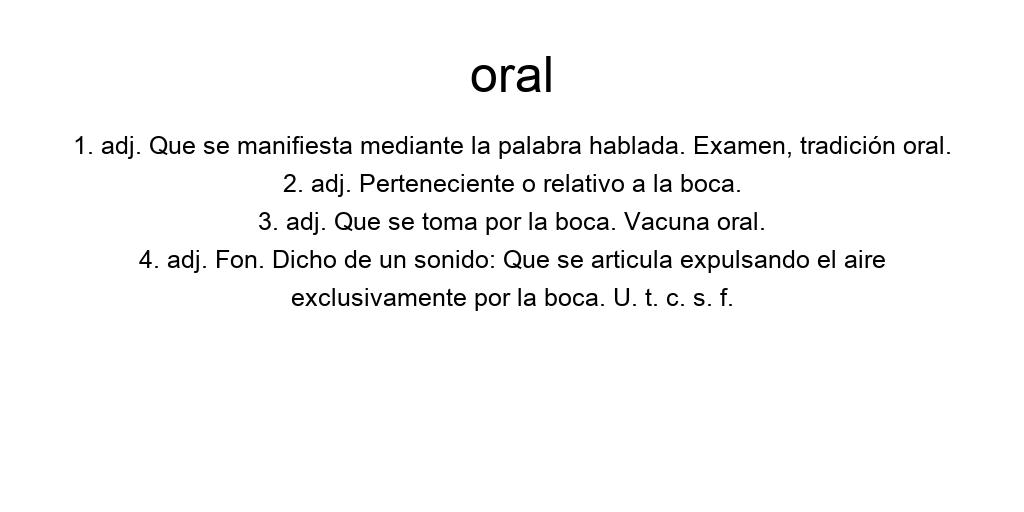 oral
1. adj. Que se manifiesta mediante la palabra hablada. Examen, tradición oral.
2. adj. Perteneciente o relativo a la boca.
3. adj. Que se toma por la boca. Vacuna oral.
4. adj. Fon. Dicho de un sonido: Que se articula expulsando el aire
exclusivamente por la boca. U. t. c. s. f.